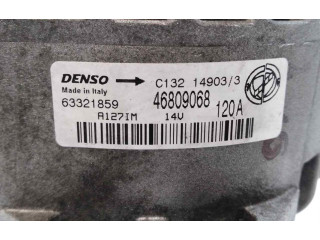 DENSO C132 14903/3
Made in Italy
63321859 46809068
120A
A127IM 14V